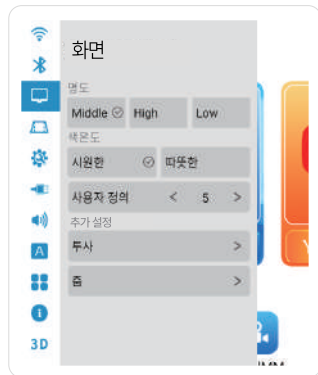 화면
명도
Middle High Low
색온도
시원한 따뜻한
사용자 정의 < 5 >
추가 설정
투사 >
줌 >
A
3D